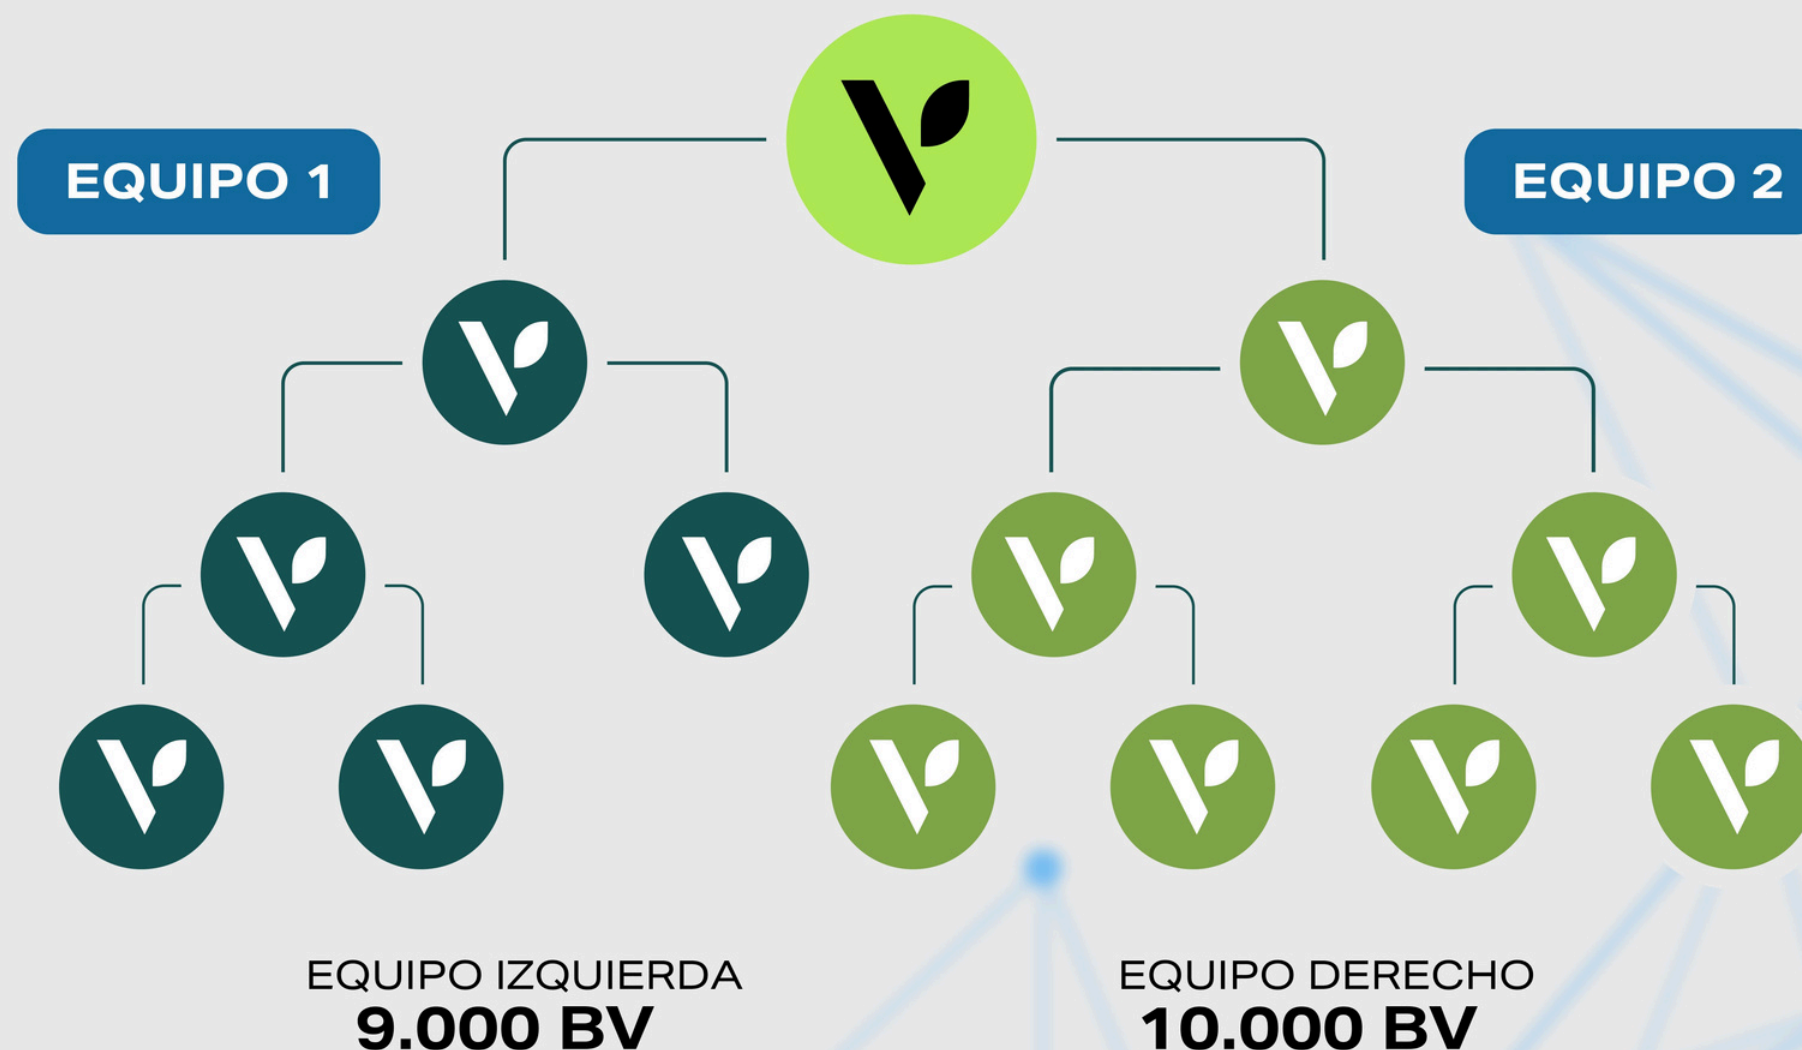 EQUIPO 1
EQUIPO 2
EQUIPO IZQUIERDA
9.000 BV
EQUIPO DERECHO
10.000 BV